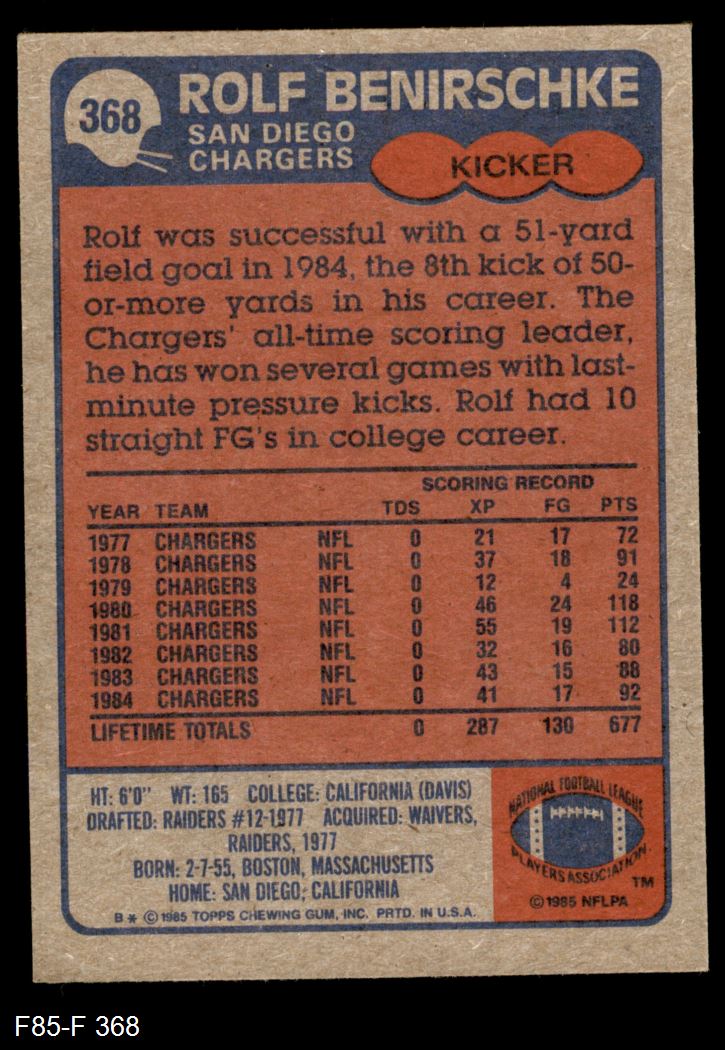 368
ROLF BENIRSCHKE
SAN DIEGO
CHARGERS
KICKER
Rolf was successful with a 51-yard
field goal in 1984, the 8th kick of 50-
or-more yards in his career. The
Chargers' all-time scoring leader,
he has won several games with last-
minute pressure kicks. Rolf had 10
straight FG's in college career.
SCORING RECORD
YEAR TEAM TDS XP FG PTS
1977 CHARGERS NFL 0 21 17 72
1978 CHARGERS NFL 0 37 18 91
1979 CHARGERS NFL 0 12 4 24
1980 CHARGERS NFL 0 46 24 118
1981 CHARGERS NFL 0 55 19 112
1982 CHARGERS NFL 0 32 16 80
1983 CHARGERS NFL 0 43 15 88
1984 CHARGERS NFL 0 41 17 92
LIFETIME TOTALS 0 287 130 677
HT: 6'0" WT: 165 COLLEGE: CALIFORNIA (DAVIS)
DRAFTED: RAIDERS #12-1977 ACQUIRED: WAIVERS,
RAIDERS, 1977
BORN: 2-7-55, BOSTON, MASSACHUSETTS
HOME: SAN DIEGO, CALIFORNIA
B * © 1985 TOPPS CHEWING GUM, INC. PRTD. IN U.S.A.
NATIONAL FOOTBALL LEAGUE
PLAYERS ASSOCIATION
TM
© 1985 NFLPA
F85-F 368